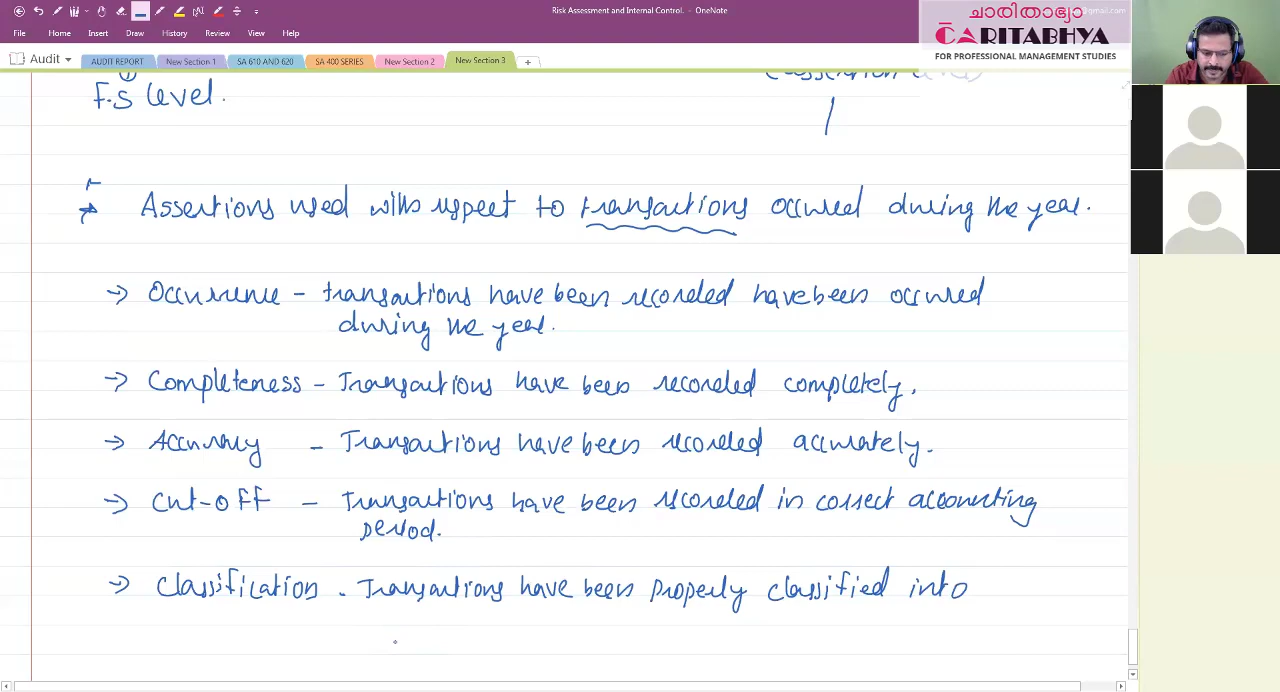 Risk Assessment and Internal Control. - OneNote
@gmail.com
ചാരിതാഭ്യാ
CARITABHYA
FOR PROFESSIONAL MANAGEMENT STUDIES
File Home Insert Draw History Review View Help
Audit
AUDIT REPORT New Section 1 SA 610 AND 620 SA 400 SERIES New Section 2 New Section 3 +
F.S level.
Assertions used with respect to transactions occured during the year.
→ Occurrence - transactions have been recorded have been occured
during the year.
→ Completeness - Transactions have been recorded completely.
→ Accuracy - Transactions have been recorded accurately.
→ Cut-off - Transactions have been recorded in correct accounting
period.
→ Classification - Transactions have been properly classified into